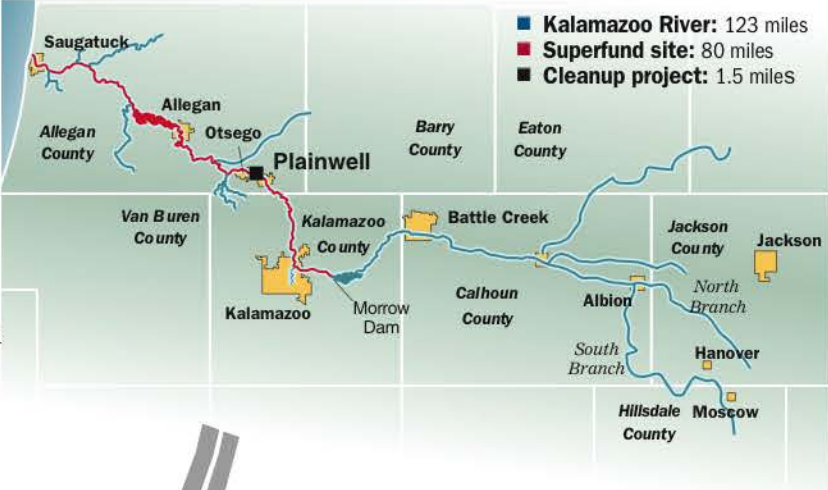 Kalamazoo River: 123 miles
Superfund site: 80 miles
Cleanup project: 1.5 miles
Saugatuck
Allegan
Otsego
Plainwell
Allegan
County
Barry
County
Eaton
County
Van Buren
County
Kalamazoo
County
Battle Creek
Jackson
County
Jackson
Kalamazoo
Morrow
Dam
Calhoun
County
Albion
North
Branch
South
Branch
Hanover
Hillsdale
County
Moscow